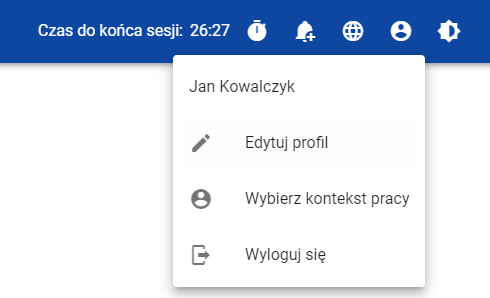 Czas do końca sesji: 26:27
Jan Kowalczyk
Edytuj profil
Wybierz kontekst pracy
Wyloguj się